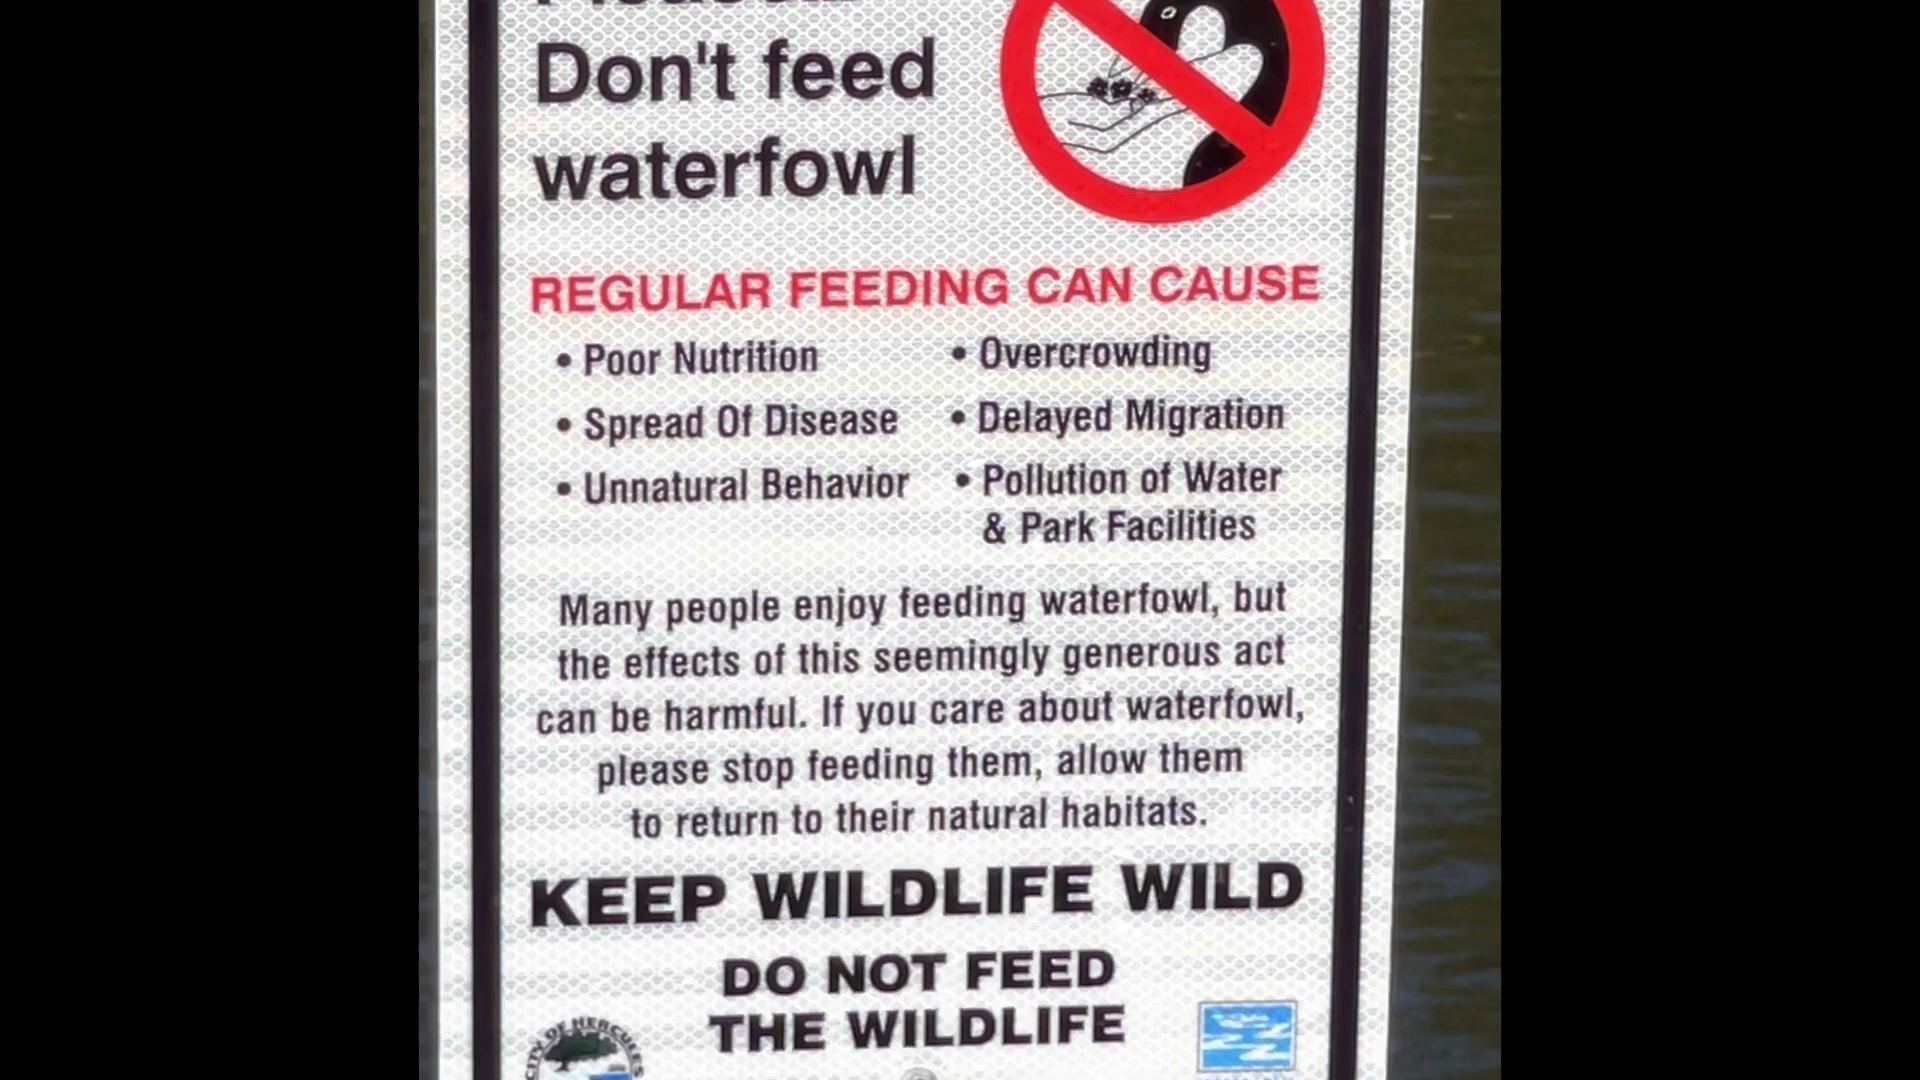 Don't feed
waterfowl
REGULAR FEEDING CAN CAUSE
• Poor Nutrition
• Overcrowding
• Spread Of Disease
• Delayed Migration
• Unnatural Behavior
• Pollution of Water
& Park Facilities
Many people enjoy feeding waterfowl, but
the effects of this seemingly generous act
can be harmful. If you care about waterfowl,
please stop feeding them, allow them
to return to their natural habitats.
KEEP WILDLIFE WILD
DO NOT FEED
THE WILDLIFE
CITY OF HERCULES